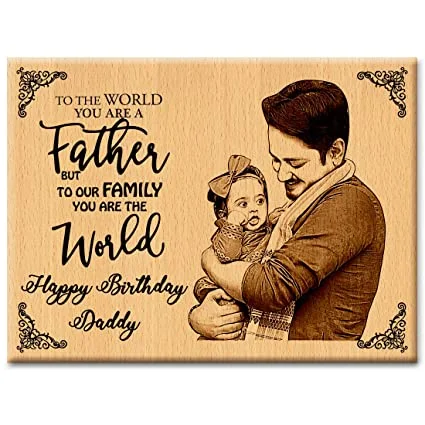 TO THE WORLD
YOU ARE A
Father
BUT
TO OUR FAMILY
YOU ARE THE
World
Happy Birthday
Daddy